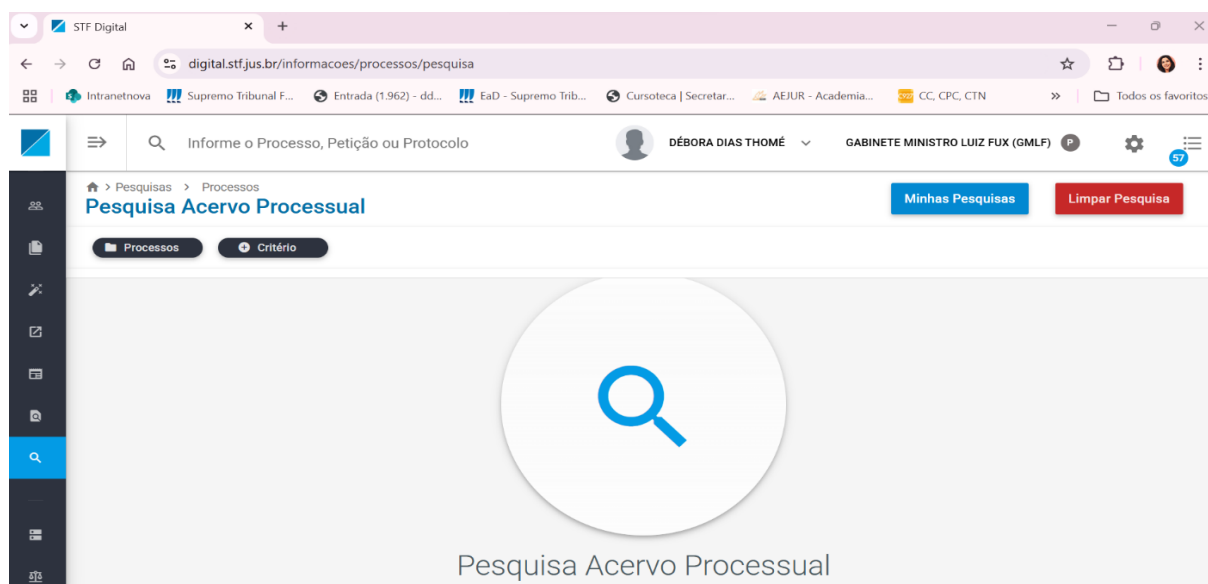 STF Digital
digital.stf.jus.br/informacoes/processos/pesquisa
Intranetnova Supremo Tribunal F... Entrada (1.962) - dd... EaD - Supremo Trib... Cursoteca | Secretar... AEJUR - Academia... CC, CPC, CTN » Todos os favoritos
Informe o Processo, Petição ou Protocolo DÉBORA DIAS THOMÉ GABINETE MINISTRO LUIZ FUX (GMLF) P 57
> Pesquisas > Processos
Pesquisa Acervo Processual Minhas Pesquisas Limpar Pesquisa
Processos Critério
Pesquisa Acervo Processual